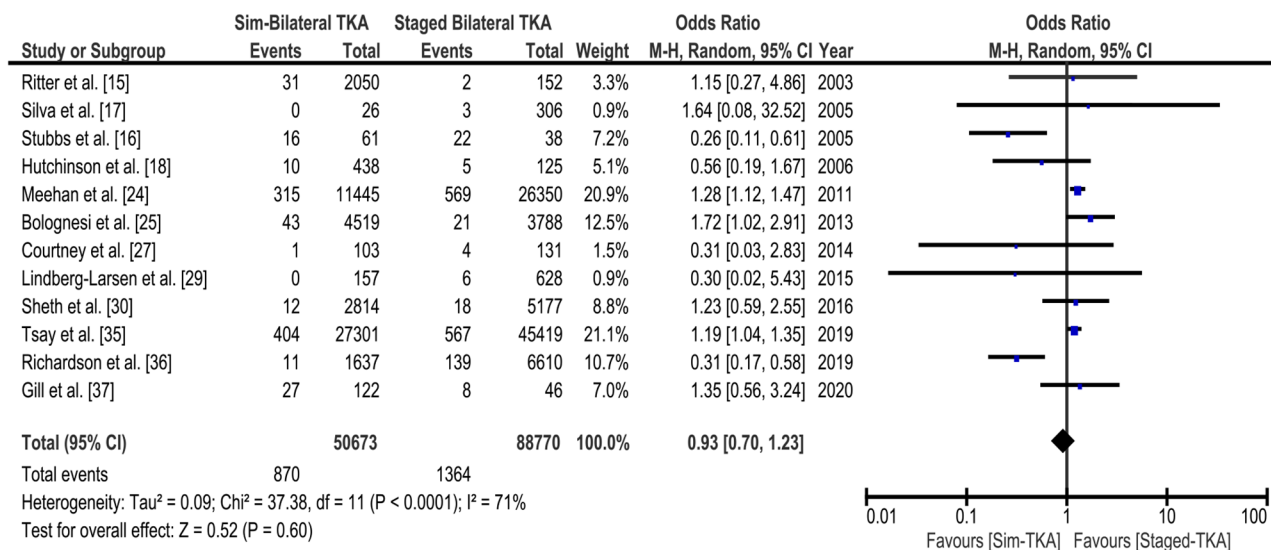 Sim-Bilateral TKA Staged Bilateral TKA Odds Ratio Odds Ratio
Study or Subgroup Events Total Events Total Weight M-H, Random, 95% CI Year M-H, Random, 95% CI
Ritter et al. [15] 31 2050 2 152 3.3% 1.15 [0.27, 4.86] 2003
Silva et al. [17] 0 26 3 306 0.9% 1.64 [0.08, 32.52] 2005
Stubbs et al. [16] 16 61 22 38 7.2% 0.26 [0.11, 0.61] 2005
Hutchinson et al. [18] 10 438 5 125 5.1% 0.56 [0.19, 1.67] 2006
Meehan et al. [24] 315 11445 569 26350 20.9% 1.28 [1.12, 1.47] 2011
Bolognesi et al. [25] 43 4519 21 3788 12.5% 1.72 [1.02, 2.91] 2013
Courtney et al. [27] 1 103 4 131 1.5% 0.31 [0.03, 2.83] 2014
Lindberg-Larsen et al. [29] 0 157 6 628 0.9% 0.30 [0.02, 5.43] 2015
Sheth et al. [30] 12 2814 18 5177 8.8% 1.23 [0.59, 2.55] 2016
Tsay et al. [35] 404 27301 567 45419 21.1% 1.19 [1.04, 1.35] 2019
Richardson et al. [36] 11 1637 139 6610 10.7% 0.31 [0.17, 0.58] 2019
Gill et al. [37] 27 122 8 46 7.0% 1.35 [0.56, 3.24] 2020
Total (95% CI) 50673 88770 100.0% 0.93 [0.70, 1.23]
Total events 870 1364
Heterogeneity: Tau² = 0.09; Chi² = 37.38, df = 11 (P < 0.0001); I² = 71%
Test for overall effect: Z = 0.52 (P = 0.60)
0.01 0.1 1 10 100
Favours [Sim-TKA] Favours [Staged-TKA]